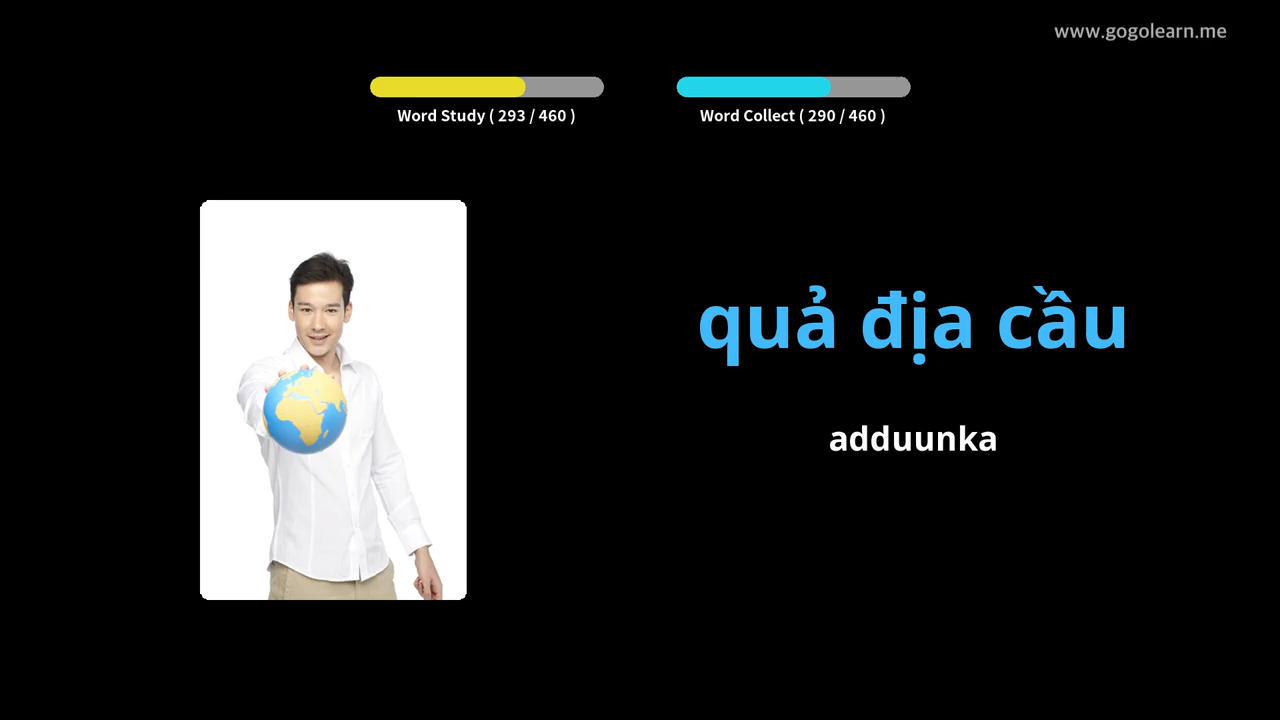 www.gogolearn.me
Word Study ( 293 / 460 )
Word Collect ( 290 / 460 )
quả địa cầu
adduunka